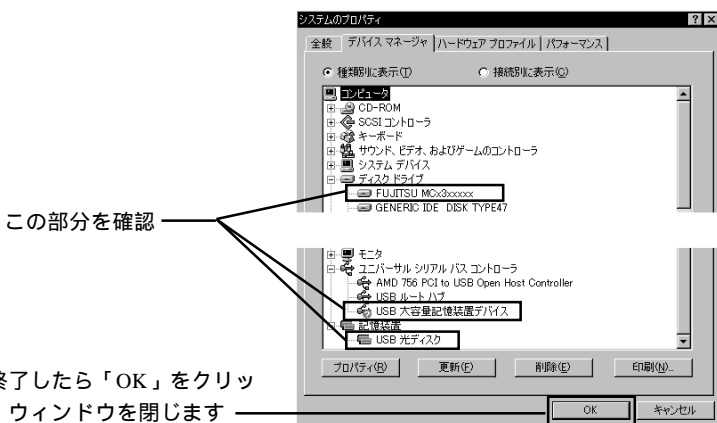 システムのプロパティ
全般 デバイス マネージャ ハードウェア プロファイル パフォーマンス
種類別に表示(T) 接続別に表示(C)
コンピュータ
CD-ROM
SCSI コントローラ
キーボード
サウンド、ビデオ、およびゲームのコントローラ
システム デバイス
ディスク ドライブ
FUJITSU MCx3xxxxx
GENERIC IDE DISK TYPE47
この部分を確認
モニタ
ユニバーサル シリアル バス コントローラ
AMD 756 PCI to USB Open Host Controller
USB ルート ハブ
USB 大容量記憶装置デバイス
記憶装置
USB 光ディスク
プロパティ(R) 更新(F) 削除(E) 印刷(N)...
終了したら「OK」をクリッ
ウィンドウを閉じます
OK キャンセル